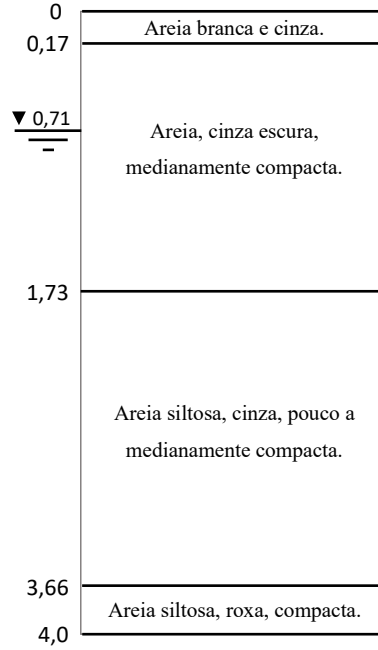 0
Areia branca e cinza.
0,17
0,71
Areia, cinza escura,
medianamente compacta.
1,73
Areia siltosa, cinza, pouco a
medianamente compacta.
3,66
Areia siltosa, roxa, compacta.
4,0